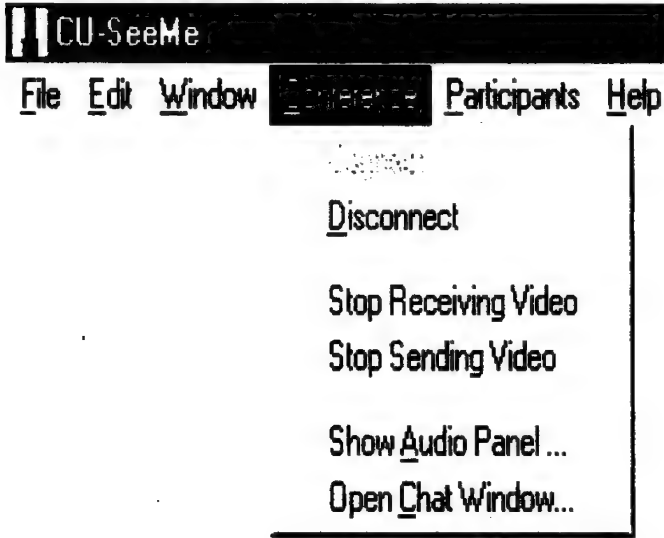 CU-SeeMe
File Edit Window Conference Participants Help
Disconnect
Stop Receiving Video
Stop Sending Video
Show Audio Panel ...
Open Chat Window...